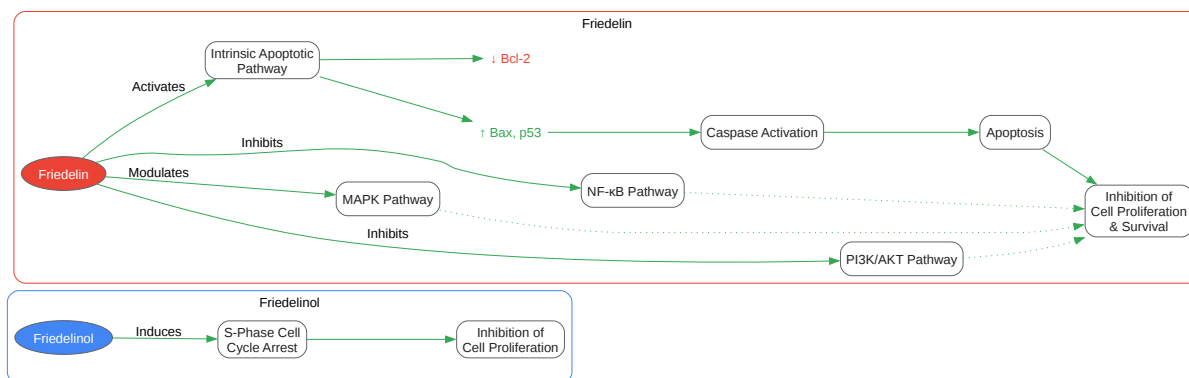 Friedelin
Intrinsic Apoptotic
Pathway
↓ Bcl-2
Activates
↑ Bax, p53
Caspase Activation
Apoptosis
Inhibits
Friedelin
Modulates
MAPK Pathway
NF-κB Pathway
Inhibition of
Cell Proliferation
& Survival
Inhibits
PI3K/AKT Pathway
Friedelinol
Friedelinol
Induces
S-Phase Cell
Cycle Arrest
Inhibition of
Cell Proliferation